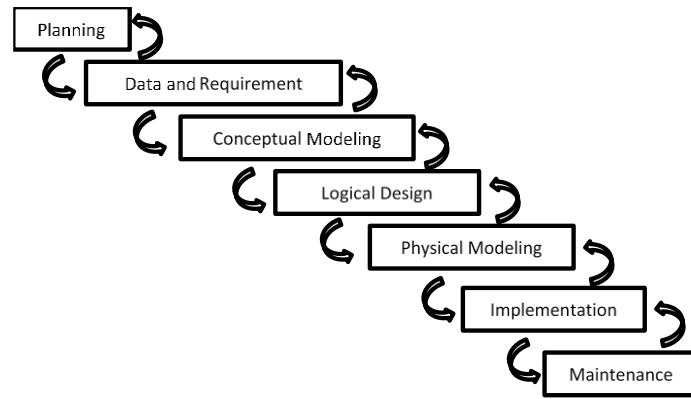 Planning
Data and Requirement
Conceptual Modeling
Logical Design
Physical Modeling
Implementation
Maintenance